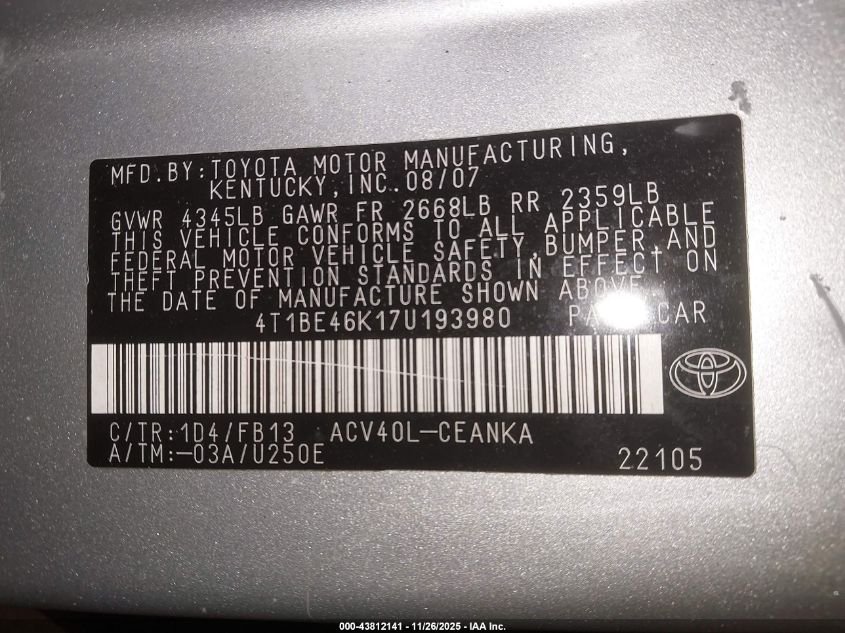 MFD.BY:TOYOTA MOTOR MANUFACTURING,
KENTUCKY,INC.08/07
GVWR 4345LB GAWR FR 2668LB RR 2359LB
THIS VEHICLE CONFORMS TO ALL APPLICABLE
FEDERAL MOTOR VEHICLE SAFETY,BUMPER,AND
THEFT PREVENTION STANDARDS IN EFFECT ON
THE DATE OF MANUFACTURE SHOWN ABOVE.
4T1BE46K17U193980 CAR
C/TR:1D4/FB13 ACV40L-CEANKA
A/TM:-03A/U250E 22105
000-43812141 - 11/26/2025 - IAA Inc.